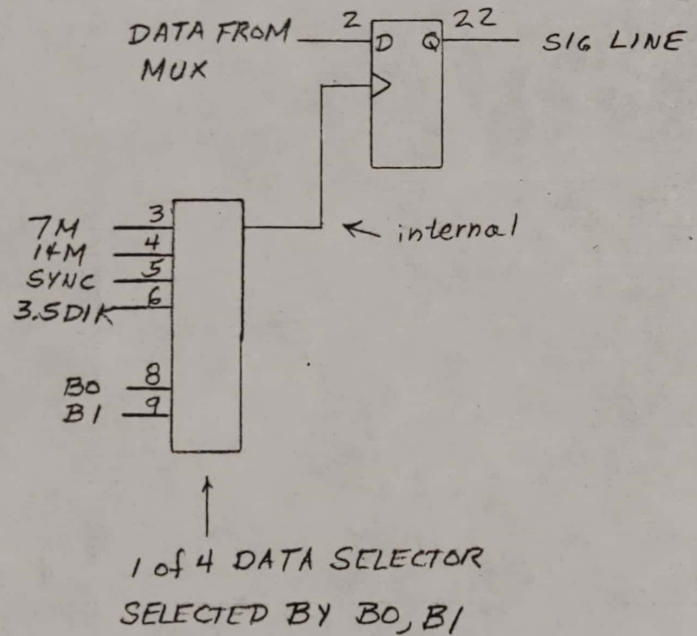 DATA FROM MUX
2
22
D Q
SIG LINE
7M 3
14M 4
SYNC 5
3.5DIK 6
internal
B0 8
B1 9
1 of 4 DATA SELECTOR
SELECTED BY B0, B1